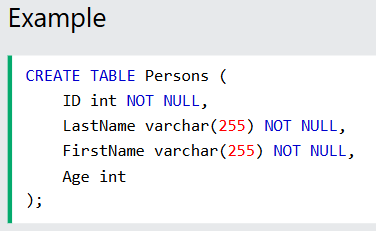 Example
CREATE TABLE Persons (
    ID int NOT NULL,
    LastName varchar(255) NOT NULL,
    FirstName varchar(255) NOT NULL,
    Age int
);